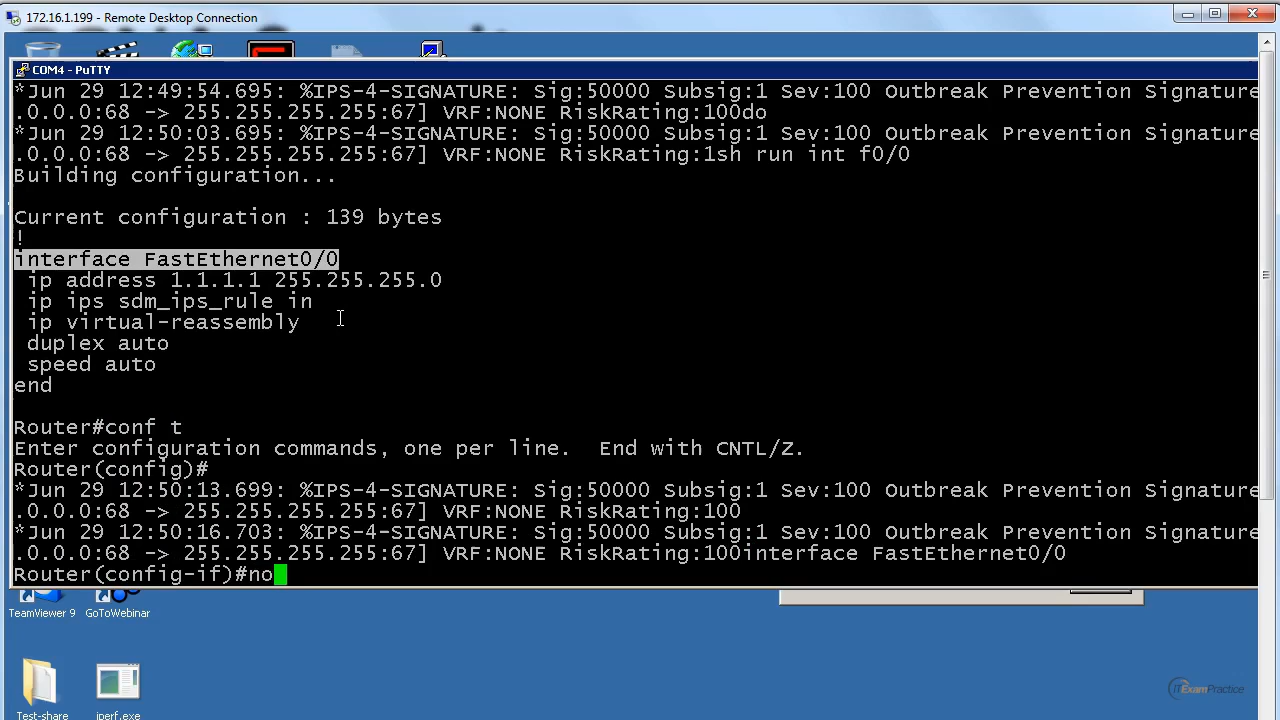 172.16.1.199 - Remote Desktop Connection
COM4 - PuTTY
*Jun 29 12:49:54.695: %IPS-4-SIGNATURE: Sig:50000 Subsig:1 Sev:100 Outbreak Prevention Signature
.0.0.0:68 -> 255.255.255.255:67] VRF:NONE RiskRating:100do
*Jun 29 12:50:03.695: %IPS-4-SIGNATURE: Sig:50000 Subsig:1 Sev:100 Outbreak Prevention Signature
.0.0.0:68 -> 255.255.255.255:67] VRF:NONE RiskRating:1sh run int f0/0
Building configuration...
Current configuration : 139 bytes
!
interface FastEthernet0/0
ip address 1.1.1.1 255.255.255.0
ip ips sdm_ips_rule in
ip virtual-reassembly
duplex auto
speed auto
end
Router#conf t
Enter configuration commands, one per line.  End with CNTL/Z.
Router(config)#
*Jun 29 12:50:13.699: %IPS-4-SIGNATURE: Sig:50000 Subsig:1 Sev:100 Outbreak Prevention Signature
.0.0.0:68 -> 255.255.255.255:67] VRF:NONE RiskRating:100
*Jun 29 12:50:16.703: %IPS-4-SIGNATURE: Sig:50000 Subsig:1 Sev:100 Outbreak Prevention Signature
.0.0.0:68 -> 255.255.255.255:67] VRF:NONE RiskRating:100interface FastEthernet0/0
Router(config-if)#no
TeamViewer 9
GoToWebinar
Test-share
iperf.exe
ITExamPractice